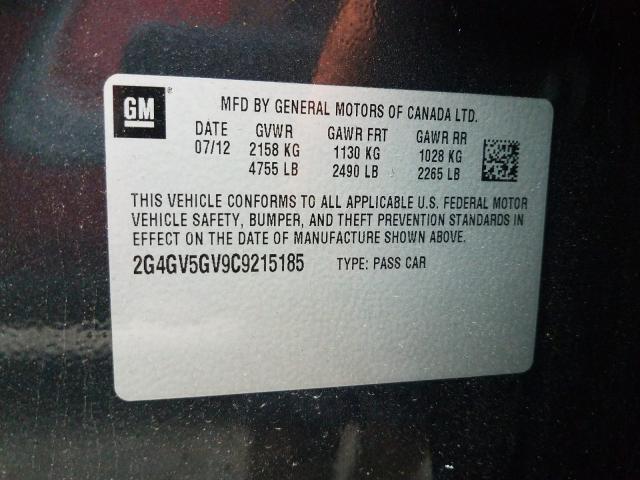 GM ®
MFD BY GENERAL MOTORS OF CANADA LTD.
DATE GVWR GAWR FRT GAWR RR
07/12 2158 KG 1130 KG 1028 KG
4755 LB 2490 LB 2265 LB
THIS VEHICLE CONFORMS TO ALL APPLICABLE U.S. FEDERAL MOTOR
VEHICLE SAFETY, BUMPER, AND THEFT PREVENTION STANDARDS IN
EFFECT ON THE DATE OF MANUFACTURE SHOWN ABOVE.
2G4GV5GV9C9215185 TYPE: PASS CAR